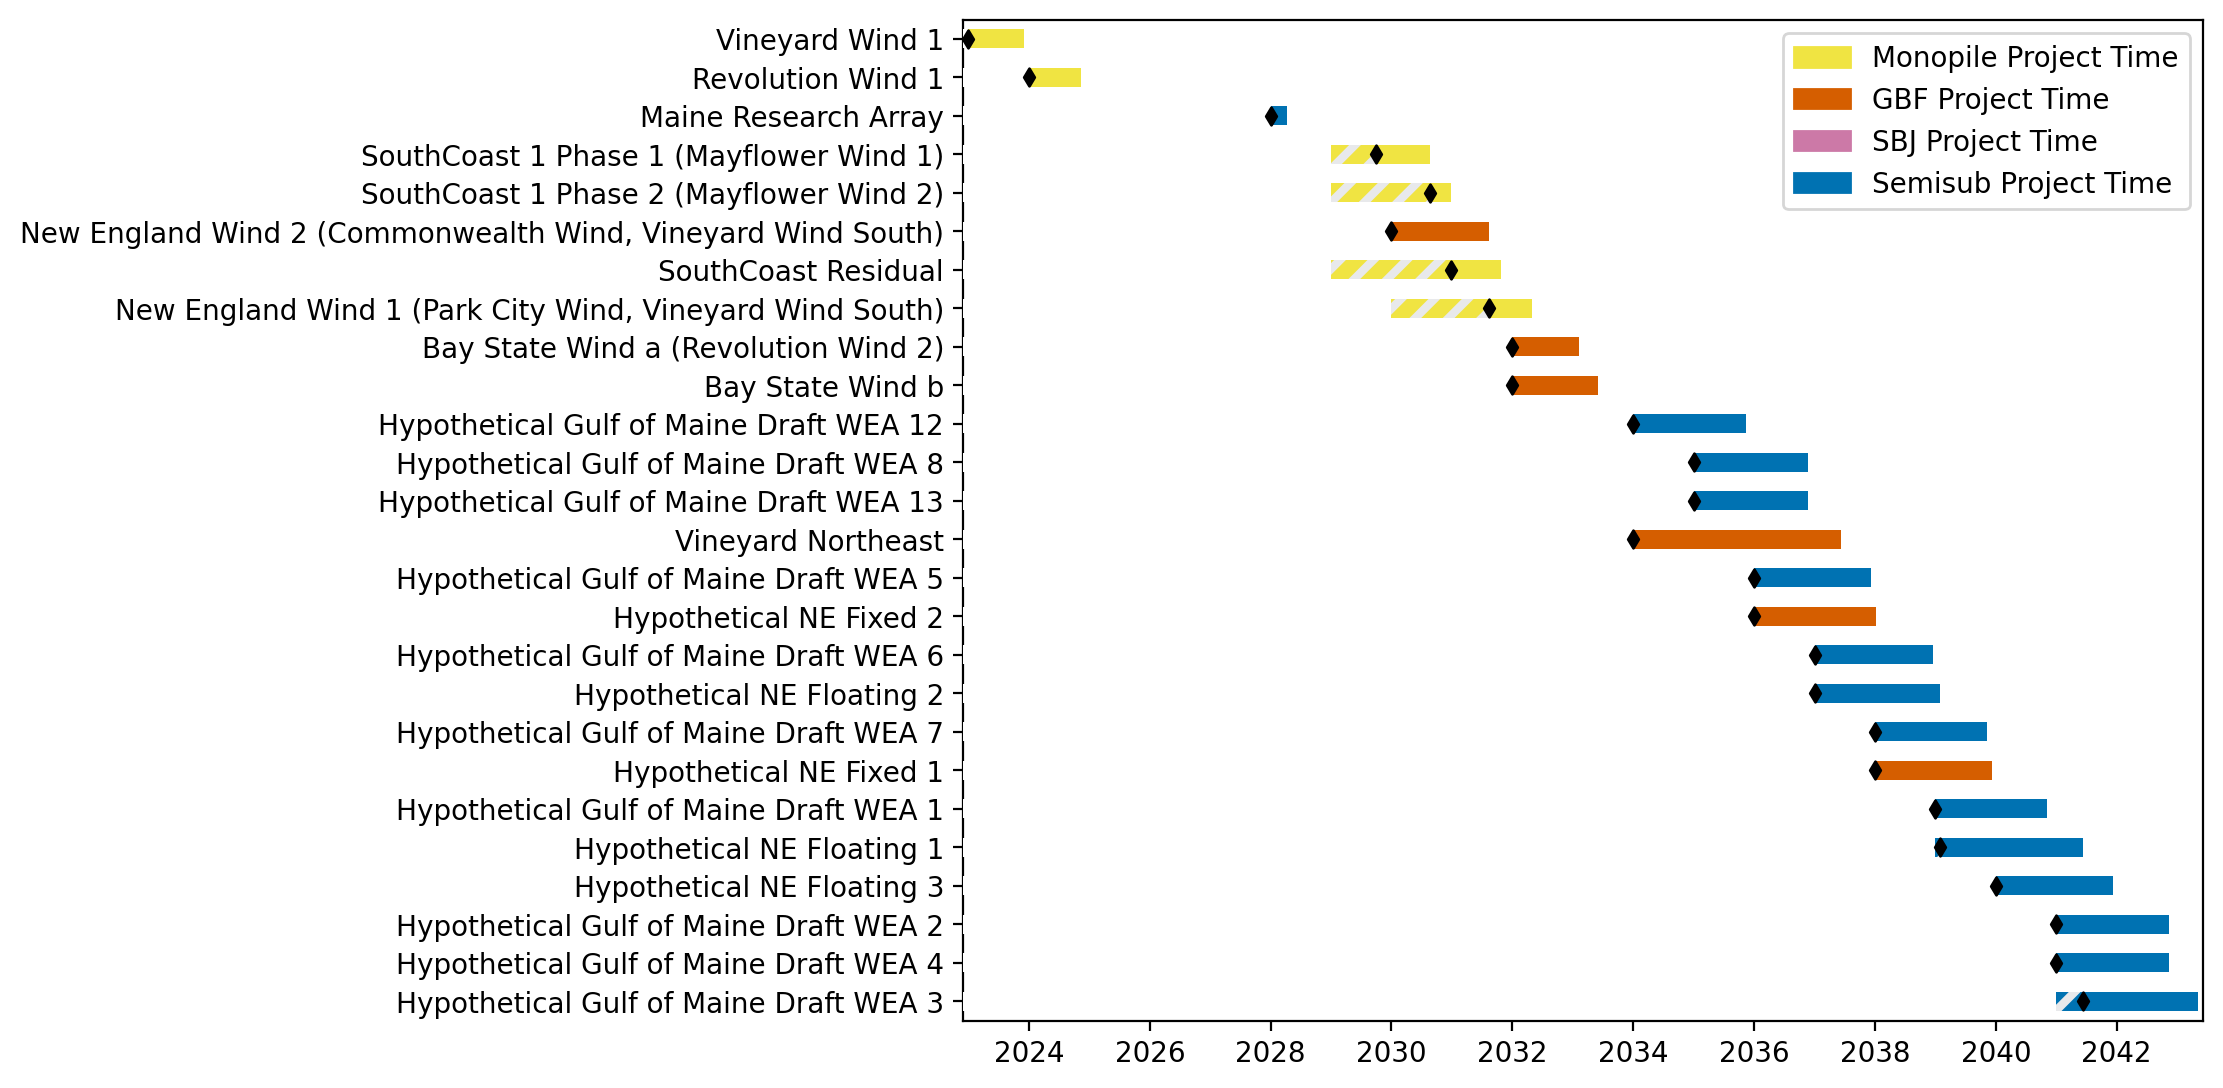 Vineyard Wind 1
Revolution Wind 1
Maine Research Array
SouthCoast 1 Phase 1 (Mayflower Wind 1)
SouthCoast 1 Phase 2 (Mayflower Wind 2)
New England Wind 2 (Commonwealth Wind, Vineyard Wind South)
SouthCoast Residual
New England Wind 1 (Park City Wind, Vineyard Wind South)
Bay State Wind a (Revolution Wind 2)
Bay State Wind b
Hypothetical Gulf of Maine Draft WEA 12
Hypothetical Gulf of Maine Draft WEA 8
Hypothetical Gulf of Maine Draft WEA 13
Vineyard Northeast
Hypothetical Gulf of Maine Draft WEA 5
Hypothetical NE Fixed 2
Hypothetical Gulf of Maine Draft WEA 6
Hypothetical NE Floating 2
Hypothetical Gulf of Maine Draft WEA 7
Hypothetical NE Fixed 1
Hypothetical Gulf of Maine Draft WEA 1
Hypothetical NE Floating 1
Hypothetical NE Floating 3
Hypothetical Gulf of Maine Draft WEA 2
Hypothetical Gulf of Maine Draft WEA 4
Hypothetical Gulf of Maine Draft WEA 3
Monopile Project Time
GBF Project Time
SBJ Project Time
Semisub Project Time
2024 2026 2028 2030 2032 2034 2036 2038 2040 2042